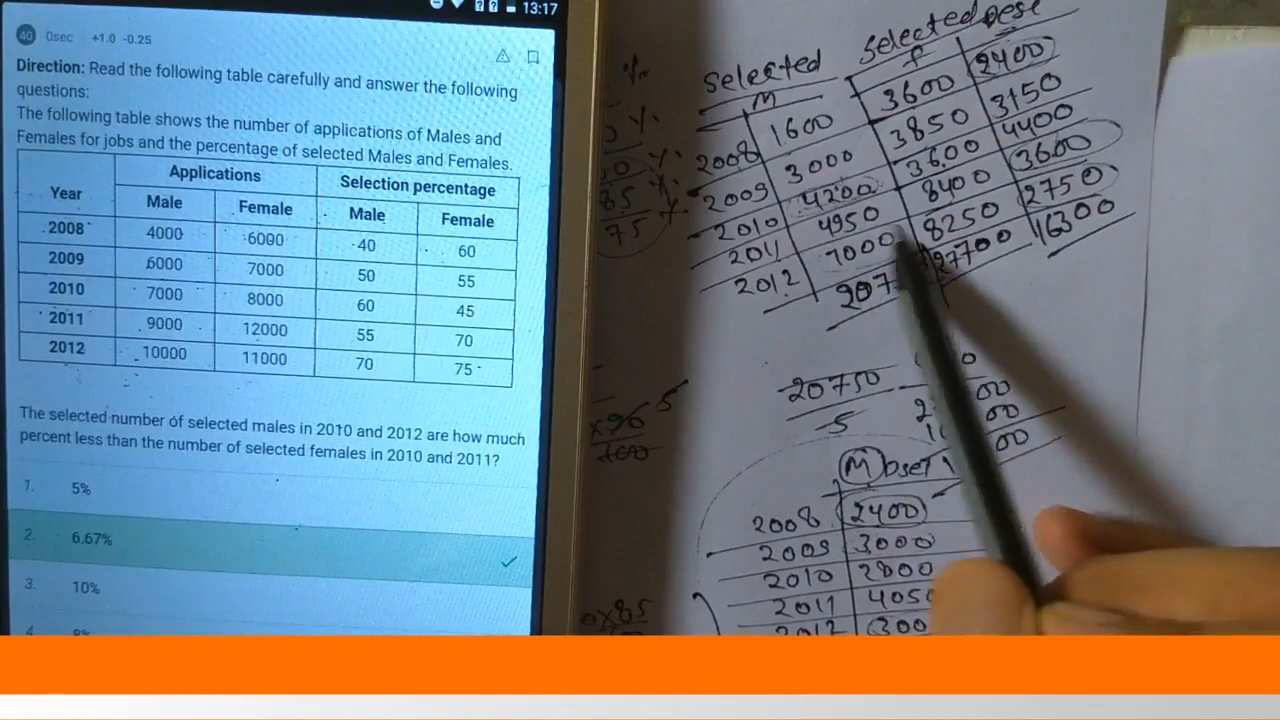 13:17
40 0sec +1.0 -0.25
Direction: Read the following table carefully and answer the following
questions:
The following table shows the number of applications of Males and
Females for jobs and the percentage of selected Males and Females.
Year Applications Selection percentage
Male Female Male Female
2008 4000 6000 40 60
2009 6000 7000 50 55
2010 7000 8000 60 45
2011 9000 12000 55 70
2012 10000 11000 70 75
The selected number of selected males in 2010 and 2012 are how much
percent less than the number of selected females in 2010 and 2011?
1. 5%
2. 6.67%
3. 10%
4. 8%
Selected Selected
M F
2008 1600 3600 2400
2009 3000 3850 3150
2010 4200 3600 4400
2011 4950 8400 3600
2012 7000 8250 2750
27700 16300
20750
5
M
2008 2400
2009 3000
2010 2800
2011 4050
2012 300